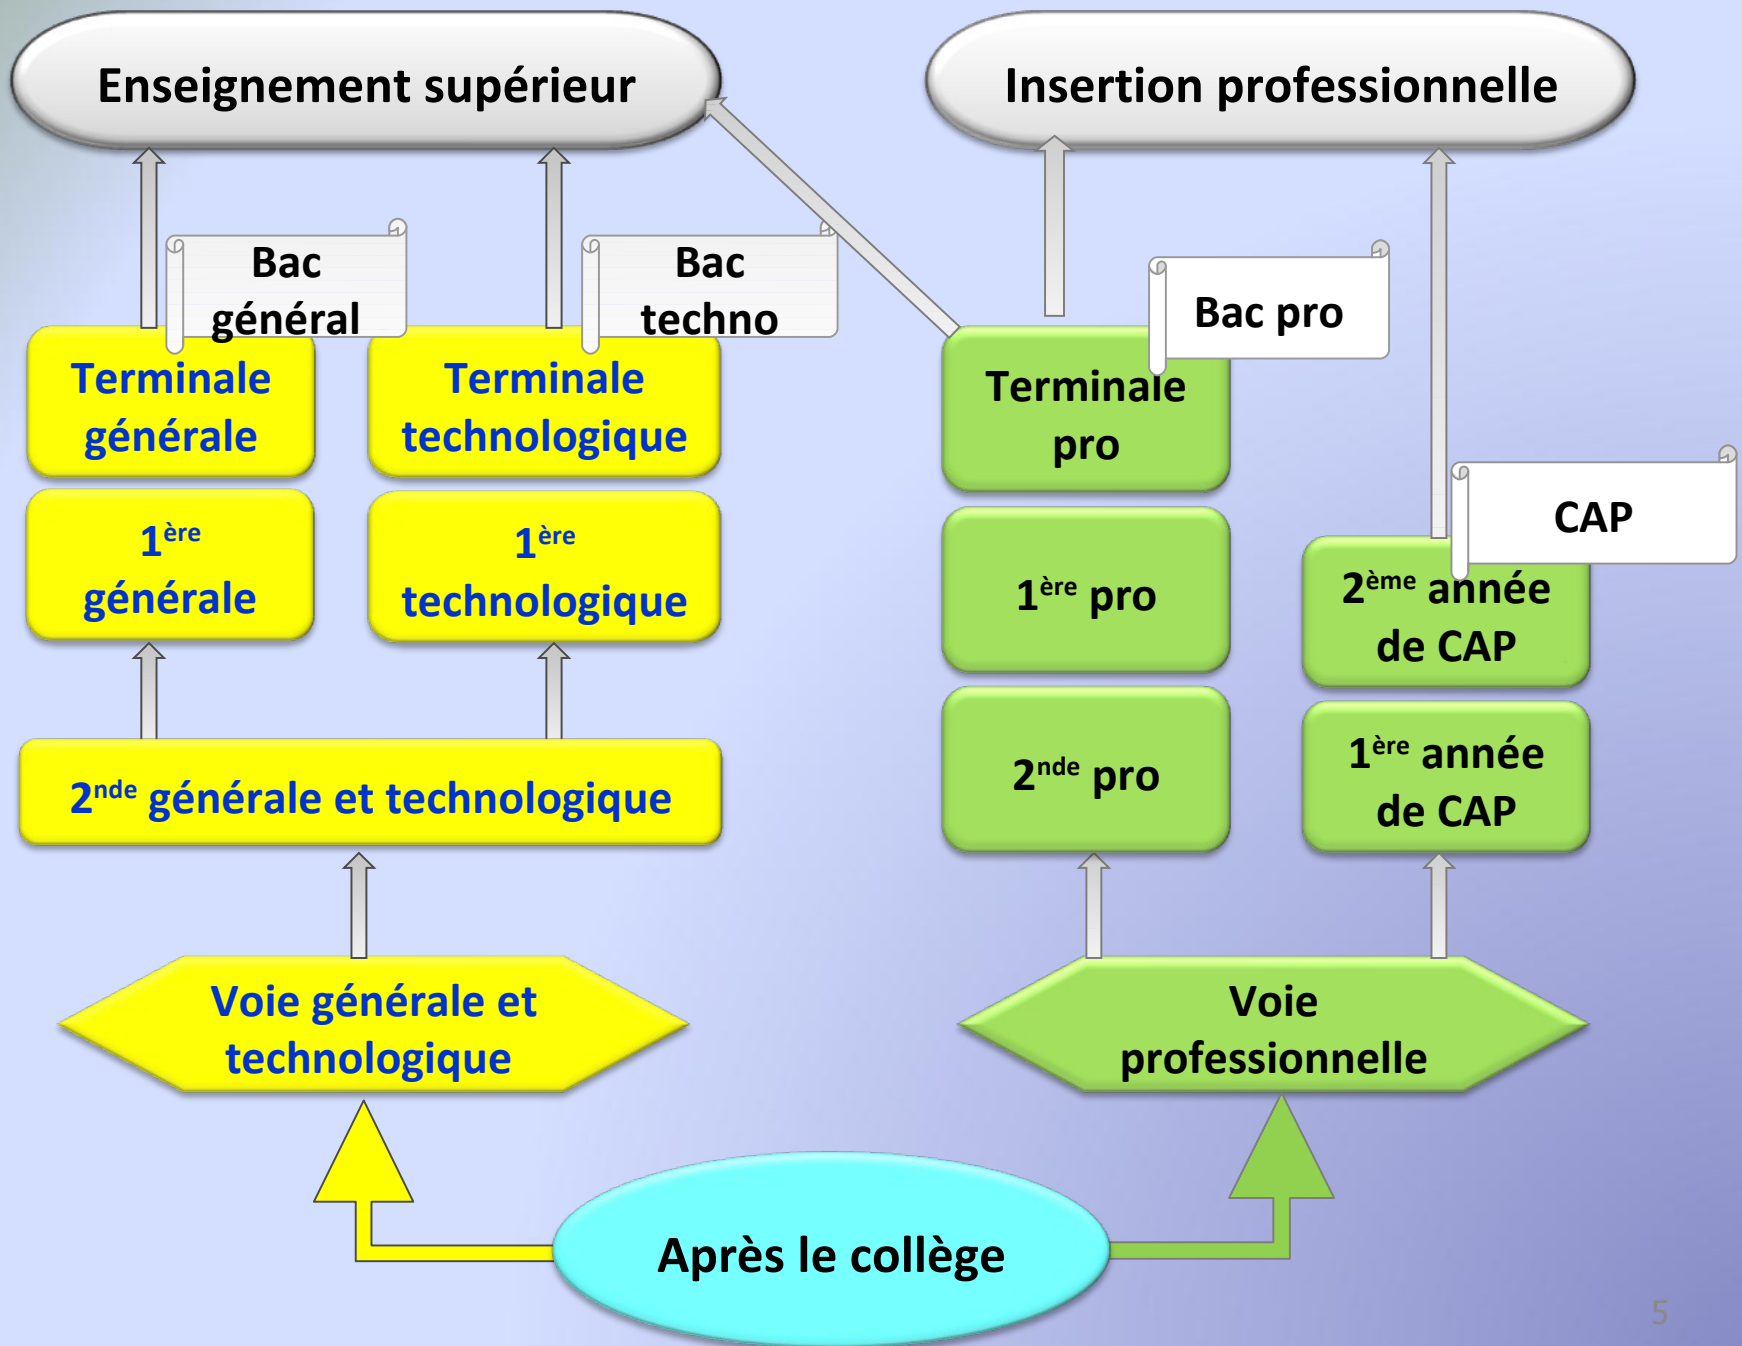 Enseignement supérieur
Insertion professionnelle
Bac
général
Bac
techno
Bac pro
Terminale
générale
Terminale
technologique
Terminale
pro
CAP
1ère
générale
1ère
technologique
1ère pro
2ème année
de CAP
2nde générale et technologique
2nde pro
1ère année
de CAP
Voie générale et
technologique
Voie
professionnelle
Après le collège
5